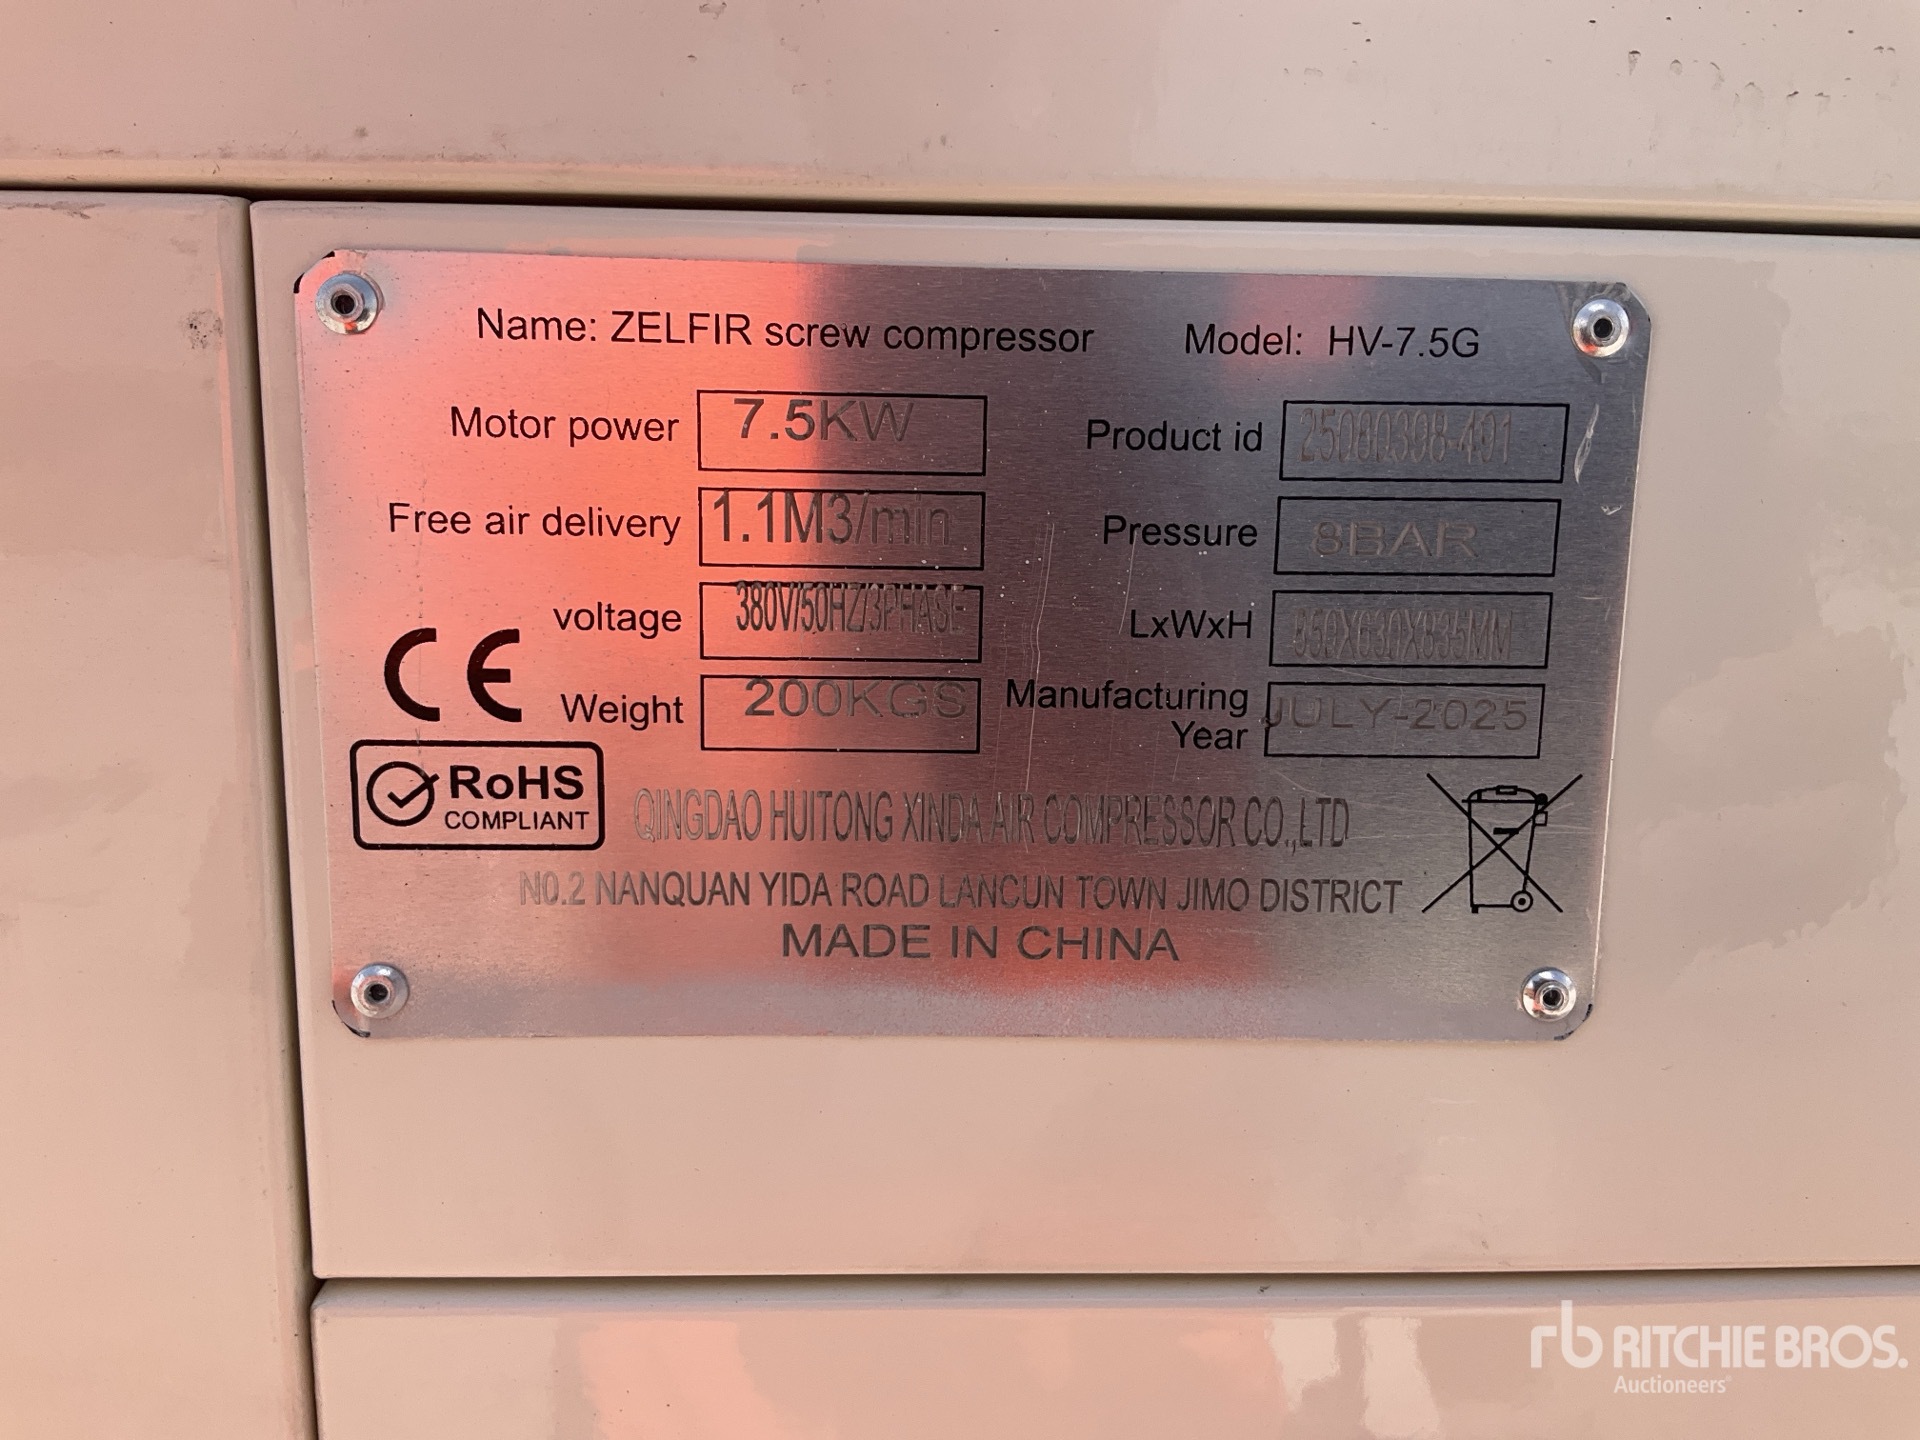 Name: ZELFIR screw compressor Model: HV-7.5G
Motor power 7.5KW Product id
Free air delivery 1.1M3/min Pressure 8BAR
voltage 380V/50HZ/3PHASE LxWxH
CE Weight 200KGS Manufacturing Year JULY-2025
RoHS
COMPLIANT
QINGDAO HUITONG XINDA AIR COMPRESSOR CO.,LTD
NO.2 NANQUAN YIDA ROAD LANCUN TOWN JIMO DISTRICT
MADE IN CHINA
rb RITCHIE BROS.
Auctioneers